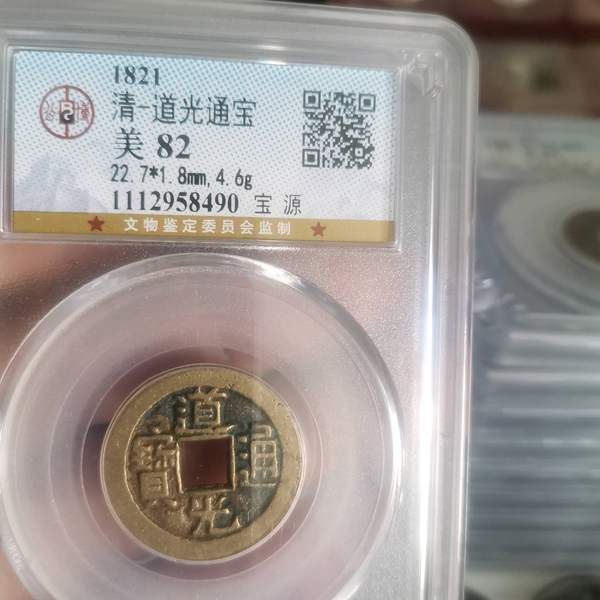 1821
清-道光通宝
美 82
22.7*1.8mm,4.6g
1112958490 宝 源
★ 文物鉴定委员会监制 ★
道光通寶